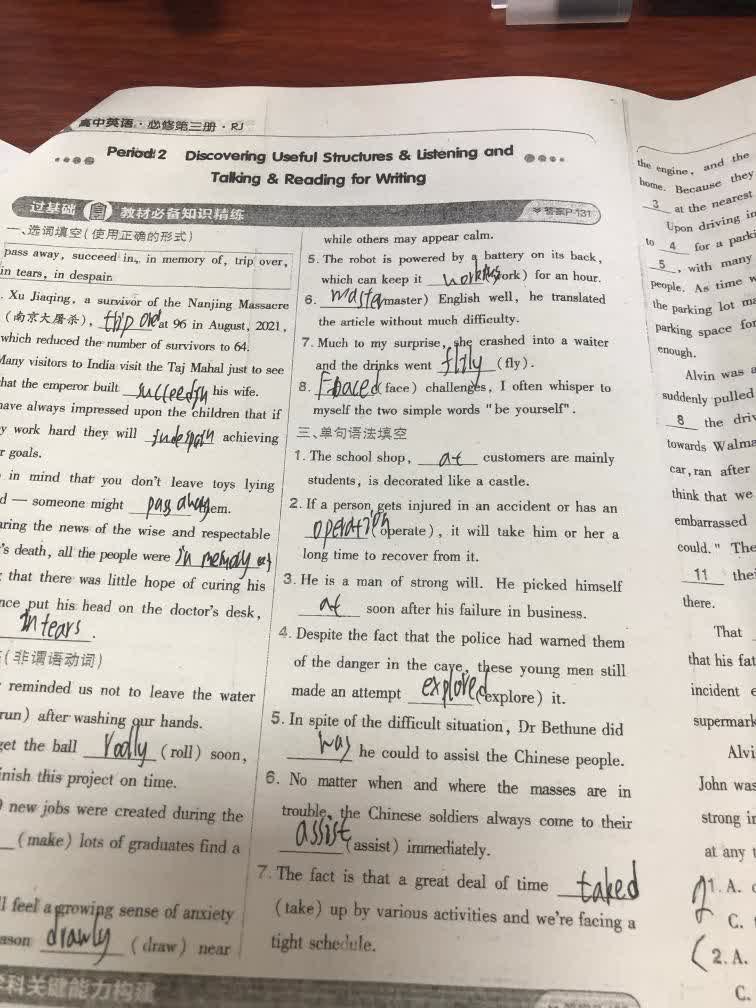 高中英语·必修第三册·RJ
Period 2 Discovering Useful Structures & Listening and
Talking & Reading for Writing
过基础 教材必备知识精练
答案P-131
一、选词填空(使用正确的形式)
pass away, succeed in, in memory of, trip over,
in tears, in despair
. Xu Jiaqing, a survivor of the Nanjing Massacre
(南京大屠杀), at 96 in August, 2021,
which reduced the number of survivors to 64.
Many visitors to India visit the Taj Mahal just to see
hat the emperor built his wife.
have always impressed upon the children that if
y work hard they will achieving
r goals.
in mind that you don't leave toys lying
d — someone might pass away them.
aring the news of the wise and respectable
's death, all the people were in memory of
that there was little hope of curing his
nce put his head on the doctor's desk,
In tears.
(非谓语动词)
reminded us not to leave the water
run) after washing our hands.
get the ball (roll) soon,
inish this project on time.
0 new jobs were created during the
(make) lots of graduates find a
ll feel a growing sense of anxiety
ason drawly (draw) near
学科关键能力构建
while others may appear calm.
5. The robot is powered by a battery on its back,
which can keep it (work) for an hour.
6. Master (master) English well, he translated
the article without much difficulty.
7. Much to my surprise, she crashed into a waiter
and the drinks went (fly).
8. (face) challenges, I often whisper to
myself the two simple words "be yourself".
三、单句语法填空
1. The school shop, at customers are mainly
students, is decorated like a castle.
2. If a person gets injured in an accident or has an
operation (operate), it will take him or her a
long time to recover from it.
3. He is a man of strong will. He picked himself
at soon after his failure in business.
4. Despite the fact that the police had warned them
of the danger in the cave, these young men still
made an attempt explored (explore) it.
5. In spite of the difficult situation, Dr Bethune did
was he could to assist the Chinese people.
6. No matter when and where the masses are in
trouble, the Chinese soldiers always come to their
assist (assist) immediately.
7. The fact is that a great deal of time taked
(take) up by various activities and we're facing a
tight schedule.
the engine, and the
home. Because they
3 at the nearest
Upon driving in
to 4 for a parki
5, with many
people. As time w
the parking lot m
parking space for
enough.
Alvin was a
suddenly pulled
8 the driv
towards Walma
car, ran after
think that we
embarrassed
could." The
11 the
there.
That
that his fat
incident e
supermark
Alvi
John was
strong in
at any t
1. A.
C.
2. A.
C.